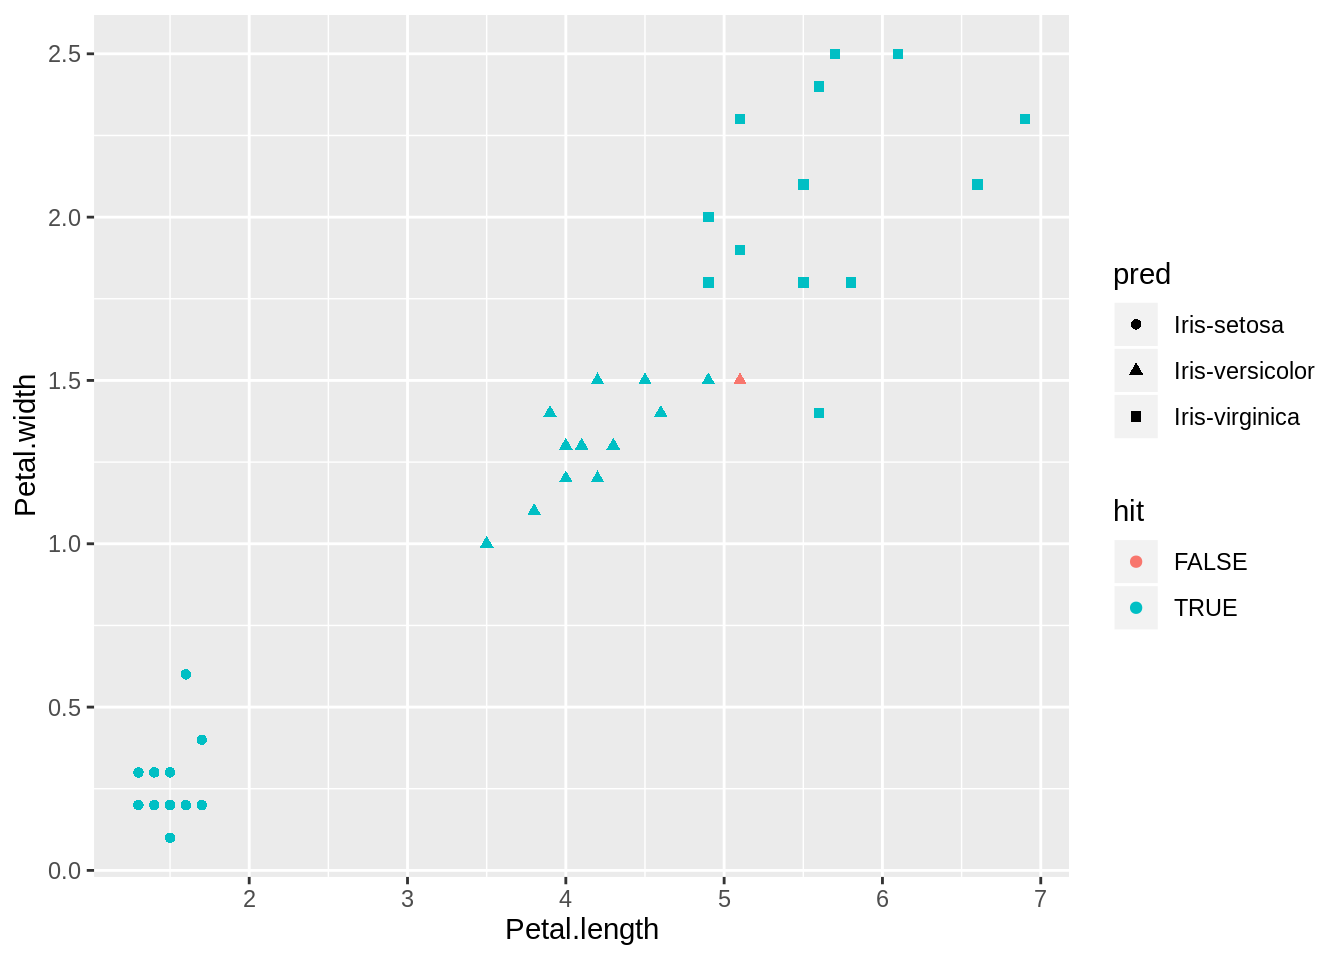 2.5
2.0
1.5
1.0
0.5
0.0
2 3 4 5 6 7
Petal.width
Petal.length
pred
Iris-setosa
Iris-versicolor
Iris-virginica
hit
FALSE
TRUE